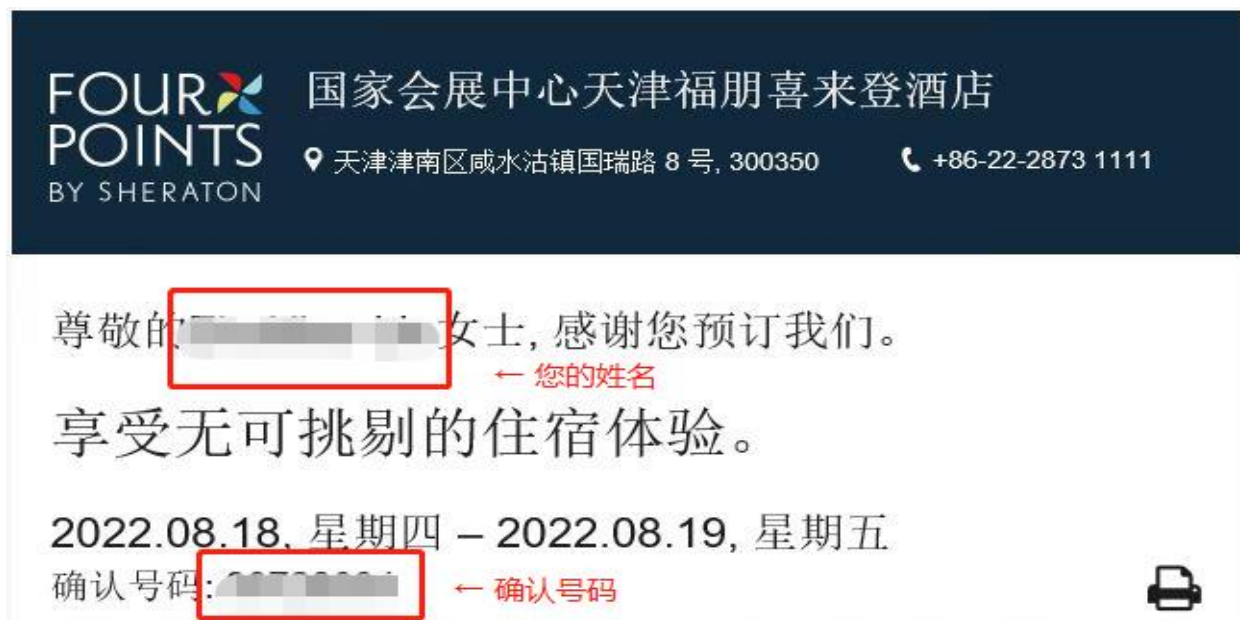 FOUR
POINTS
BY SHERATON
国家会展中心天津福朋喜来登酒店
天津津南区咸水沽镇国瑞路 8 号, 300350
+86-22-2873 1111
尊敬的 女士, 感谢您预订我们。
← 您的姓名
享受无可挑剔的住宿体验。
2022.08.18, 星期四 – 2022.08.19, 星期五
确认号码:
← 确认号码